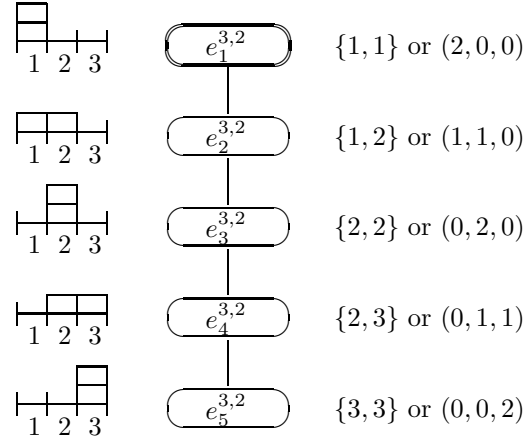 e_1^{3,2} {1, 1} or (2, 0, 0)
1 2 3
e_2^{3,2} {1, 2} or (1, 1, 0)
1 2 3
e_3^{3,2} {2, 2} or (0, 2, 0)
1 2 3
e_4^{3,2} {2, 3} or (0, 1, 1)
1 2 3
e_5^{3,2} {3, 3} or (0, 0, 2)
1 2 3